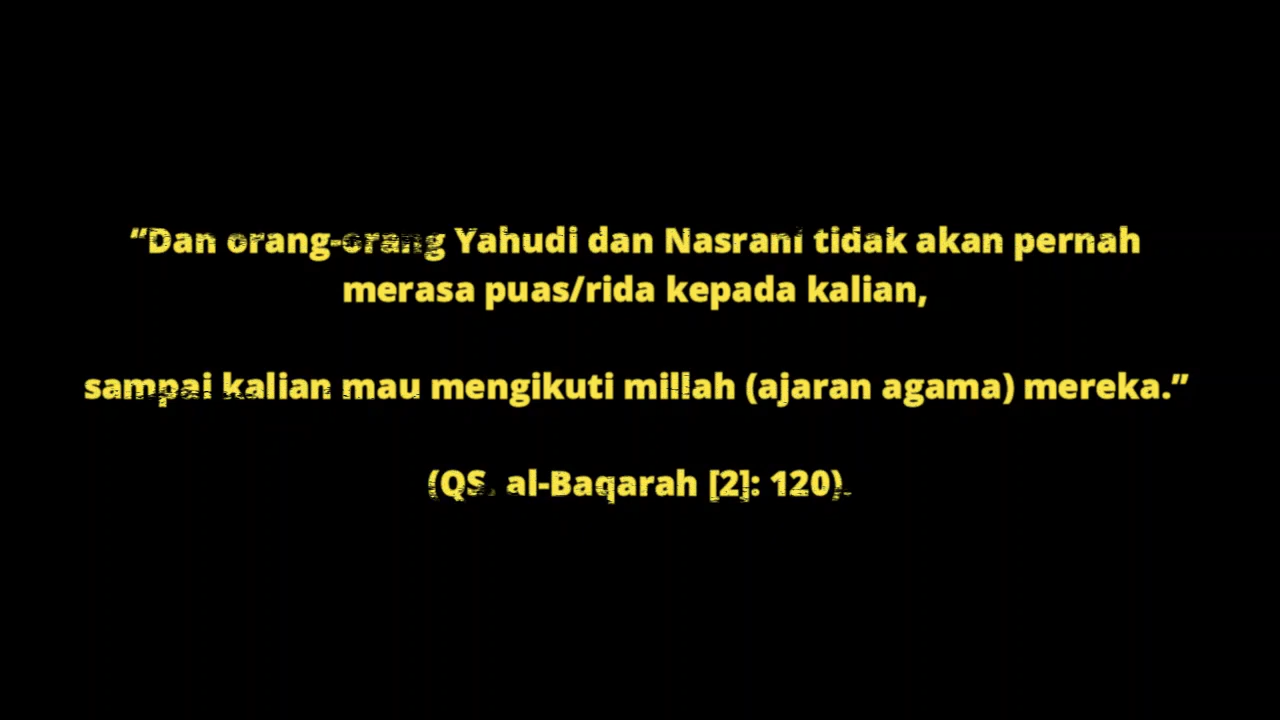 “Dan orang-orang Yahudi dan Nasrani tidak akan pernah
merasa puas/rida kepada kalian,
sampai kalian mau mengikuti millah (ajaran agama) mereka.”
(QS. al-Baqarah [2]: 120).